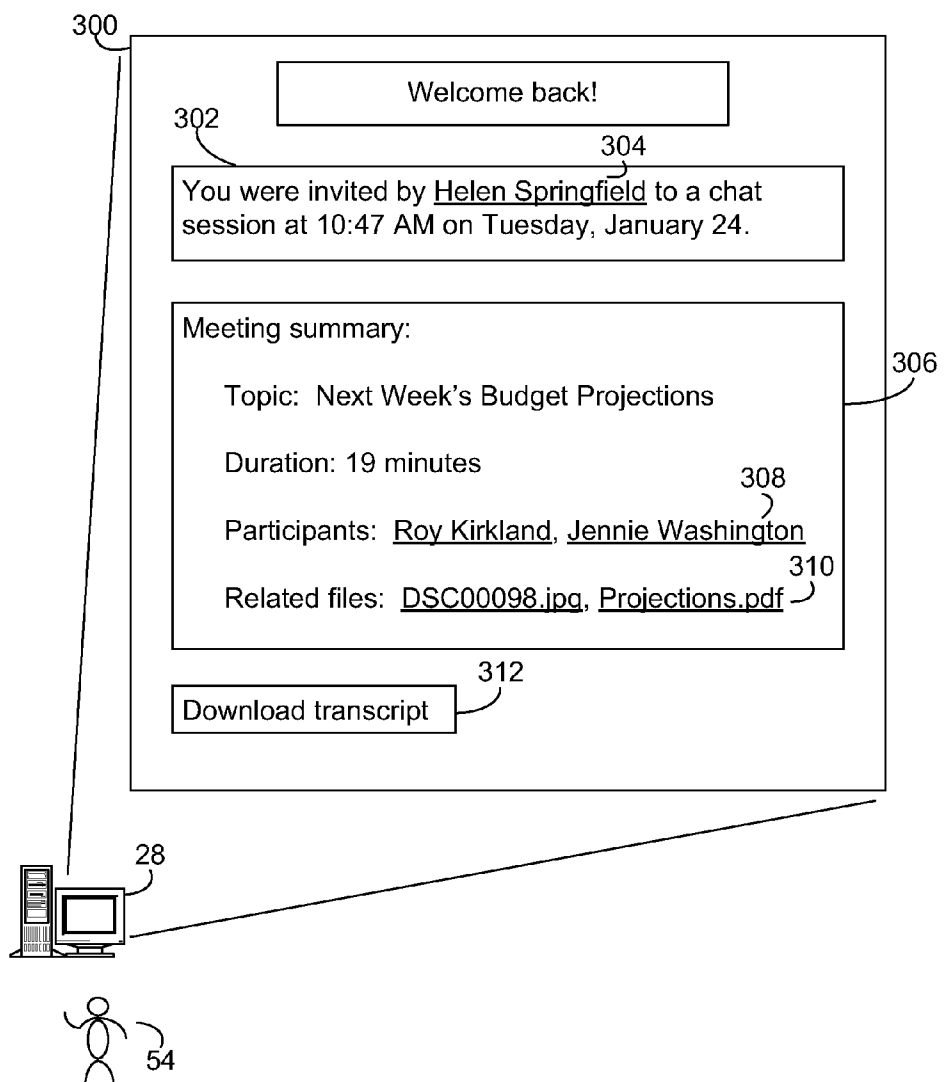 300
Welcome back!
302
304
You were invited by Helen Springfield to a chat
session at 10:47 AM on Tuesday, January 24.
Meeting summary:
306
Topic: Next Week's Budget Projections
Duration: 19 minutes
308
Participants: Roy Kirkland, Jennie Washington
310
Related files: DSC00098.jpg, Projections.pdf
312
Download transcript
28
54